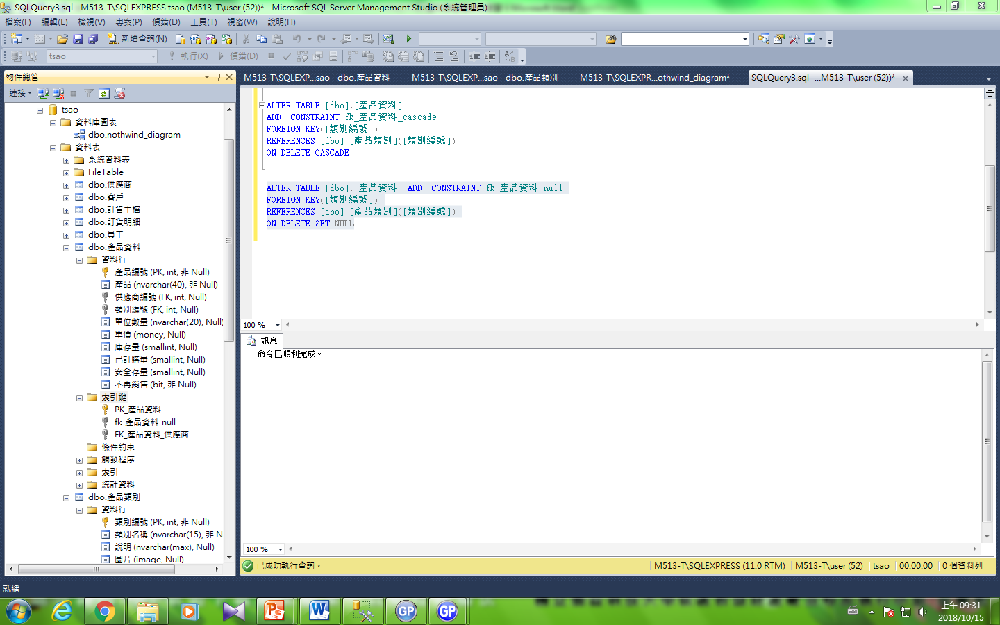 SQLQuery3.sql - M513-T\SQLEXPRESS.tsao (M513-T\user (52))* - Microsoft SQL Server Management Studio (系統管理員)
檔案(F) 編輯(E) 檢視(V) 專案(P) 偵錯(D) 工具(T) 視窗(W) 說明(H)
新增查詢(N)
tsao 執行(X) 偵錯(D)
物件總管
連接
tsao
資料庫圖表
dbo.nothwind_diagram
資料表
系統資料表
FileTable
dbo.供應商
dbo.客戶
dbo.訂貨主檔
dbo.訂貨明細
dbo.員工
dbo.產品資料
資料行
產品編號 (PK, int, 非 Null)
產品 (nvarchar(40), 非 Null)
供應商編號 (FK, int, Null)
類別編號 (FK, int, Null)
單位數量 (nvarchar(20), Null)
單價 (money, Null)
庫存量 (smallint, Null)
已訂購量 (smallint, Null)
安全存量 (smallint, Null)
不再銷售 (bit, 非 Null)
索引鍵
PK_產品資料
fk_產品資料_null
FK_產品資料_供應商
條件約束
觸發程序
索引
統計資料
dbo.產品類別
資料行
類別編號 (PK, int, 非 Null)
類別名稱 (nvarchar(15), 非 N
說明 (nvarchar(max), Null)
圖片 (image, Null)
M513-T\SQLEXP...sao - dbo.產品資料 M513-T\SQLEXP...sao - dbo.產品類別 M513-T\SQLEXPR...othwind_diagram* SQLQuery3.sql -...M513-T\user (52))*
ALTER TABLE [dbo].[產品資料]
ADD  CONSTRAINT fk_產品資料_cascade
FOREIGN KEY([類別編號])
REFERENCES [dbo].[產品類別]([類別編號])
ON DELETE CASCADE
ALTER TABLE [dbo].[產品資料] ADD  CONSTRAINT fk_產品資料_null
FOREIGN KEY([類別編號])
REFERENCES [dbo].[產品類別]([類別編號])
ON DELETE SET NULL
100 %
訊息
命令已順利完成。
100 %
已成功執行查詢。 M513-T\SQLEXPRESS (11.0 RTM) M513-T\user (52) tsao 00:00:00 0 個資料列
就緒
上午 09:31
2018/10/15